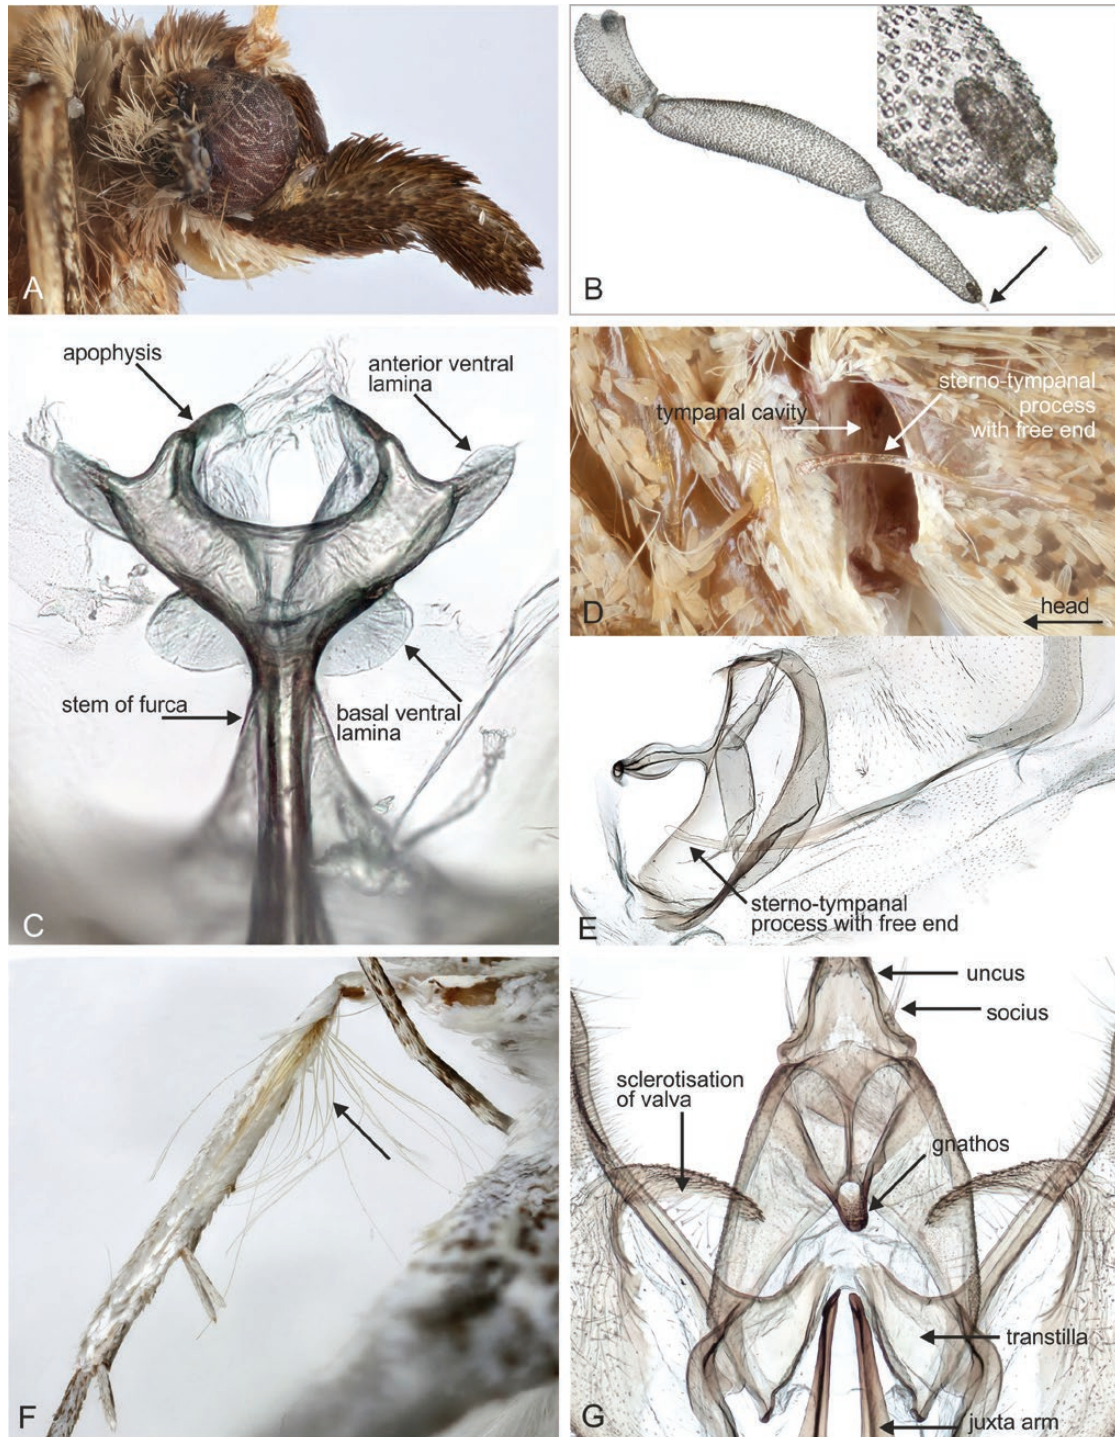 A
B
apophysis
anterior ventral
lamina
stem of furca
basal ventral
lamina
C
tympanal cavity
sterno-tympanal
process
with free end
head
D
sterno-tympanal
process with free end
E
F
uncus
socius
sclerotisation
of valva
gnathos
transtilla
juxta arm
G